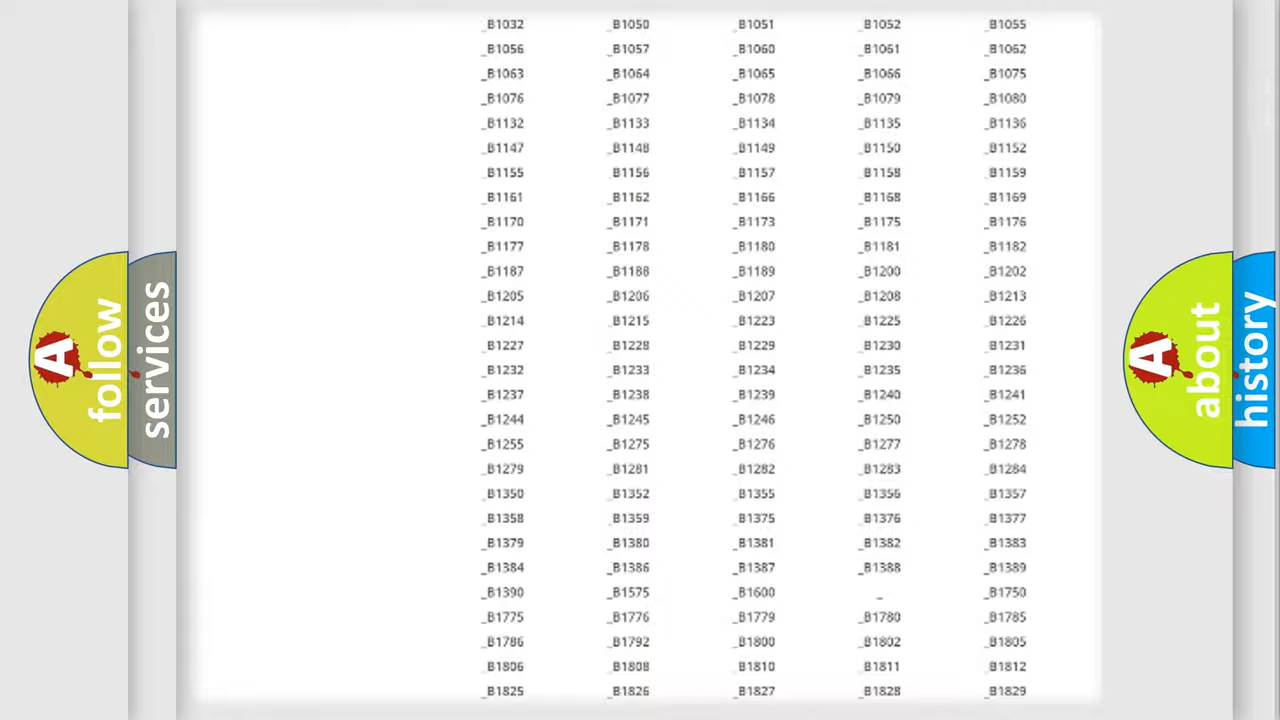 _B1032 _B1050 _B1051 _B1052 _B1055
_B1056 _B1057 _B1060 _B1061 _B1062
_B1063 _B1064 _B1065 _B1066 _B1075
_B1076 _B1077 _B1078 _B1079 _B1080
_B1132 _B1133 _B1134 _B1135 _B1136
_B1147 _B1148 _B1149 _B1150 _B1152
_B1155 _B1156 _B1157 _B1158 _B1159
_B1161 _B1162 _B1166 _B1168 _B1169
_B1170 _B1171 _B1173 _B1175 _B1176
_B1177 _B1178 _B1180 _B1181 _B1182
_B1187 _B1188 _B1189 _B1200 _B1202
_B1205 _B1206 _B1207 _B1208 _B1213
_B1214 _B1215 _B1223 _B1225 _B1226
_B1227 _B1228 _B1229 _B1230 _B1231
_B1232 _B1233 _B1234 _B1235 _B1236
_B1237 _B1238 _B1239 _B1240 _B1241
_B1244 _B1245 _B1246 _B1250 _B1252
_B1255 _B1275 _B1276 _B1277 _B1278
_B1279 _B1281 _B1282 _B1283 _B1284
_B1350 _B1352 _B1355 _B1356 _B1357
_B1358 _B1359 _B1375 _B1376 _B1377
_B1379 _B1380 _B1381 _B1382 _B1383
_B1384 _B1386 _B1387 _B1388 _B1389
_B1390 _B1575 _B1600 _ _B1750
_B1775 _B1776 _B1779 _B1780 _B1785
_B1786 _B1792 _B1800 _B1802 _B1805
_B1806 _B1808 _B1810 _B1811 _B1812
_B1825 _B1826 _B1827 _B1828 _B1829
A
follow
services
A
about
history